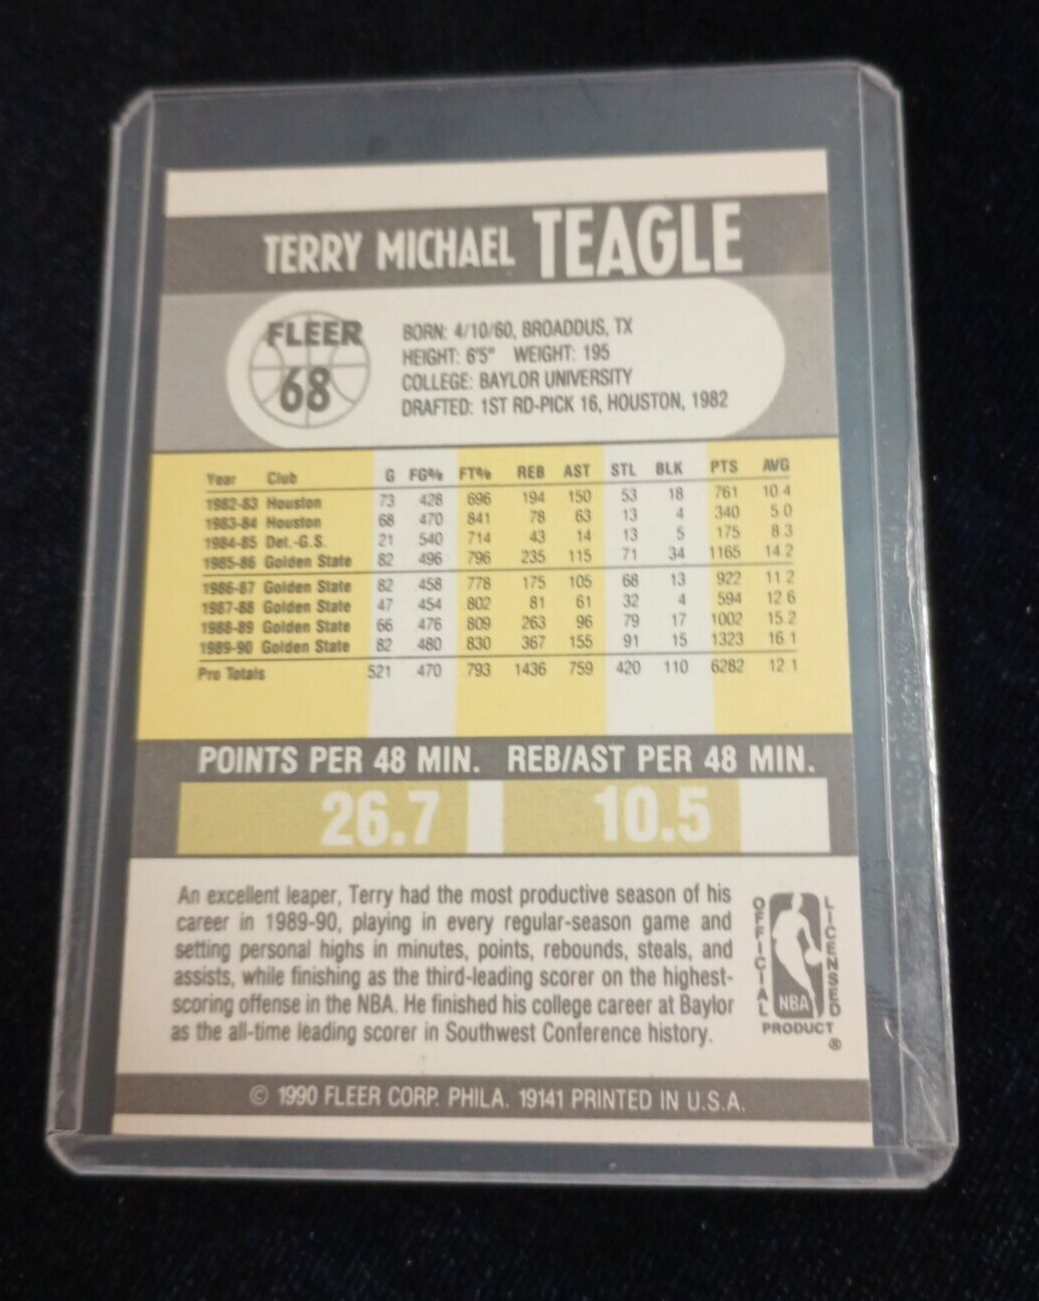 TERRY MICHAEL TEAGLE
FLEER
68
BORN: 4/10/60, BROADDUS, TX
HEIGHT: 6'5" WEIGHT: 195
COLLEGE: BAYLOR UNIVERSITY
DRAFTED: 1ST RD-PICK 16, HOUSTON, 1982
Year Club G FG% FT% REB AST STL BLK PTS AVG
1982-83 Houston 73 428 696 194 150 53 18 761 10.4
1983-84 Houston 68 470 841 78 63 13 4 340 5.0
1984-85 Det.-G.S. 21 540 714 43 14 13 5 175 8.3
1985-86 Golden State 82 496 796 235 115 71 34 1165 14.2
1986-87 Golden State 82 458 778 175 105 68 13 922 11.2
1987-88 Golden State 47 454 802 81 61 32 4 594 12.6
1988-89 Golden State 66 476 809 263 96 79 17 1002 15.2
1989-90 Golden State 82 480 830 367 155 91 15 1323 16.1
Pro Totals 521 470 793 1436 759 420 110 6282 12.1
POINTS PER 48 MIN. REB/AST PER 48 MIN.
26.7 10.5
An excellent leaper, Terry had the most productive season of his
career in 1989-90, playing in every regular-season game and
setting personal highs in minutes, points, rebounds, steals, and
assists, while finishing as the third-leading scorer on the highest-
scoring offense in the NBA. He finished his college career at Baylor
as the all-time leading scorer in Southwest Conference history.
OFFICIAL
LICENSED
NBA
PRODUCT
®
© 1990 FLEER CORP. PHILA. 19141 PRINTED IN U.S.A.